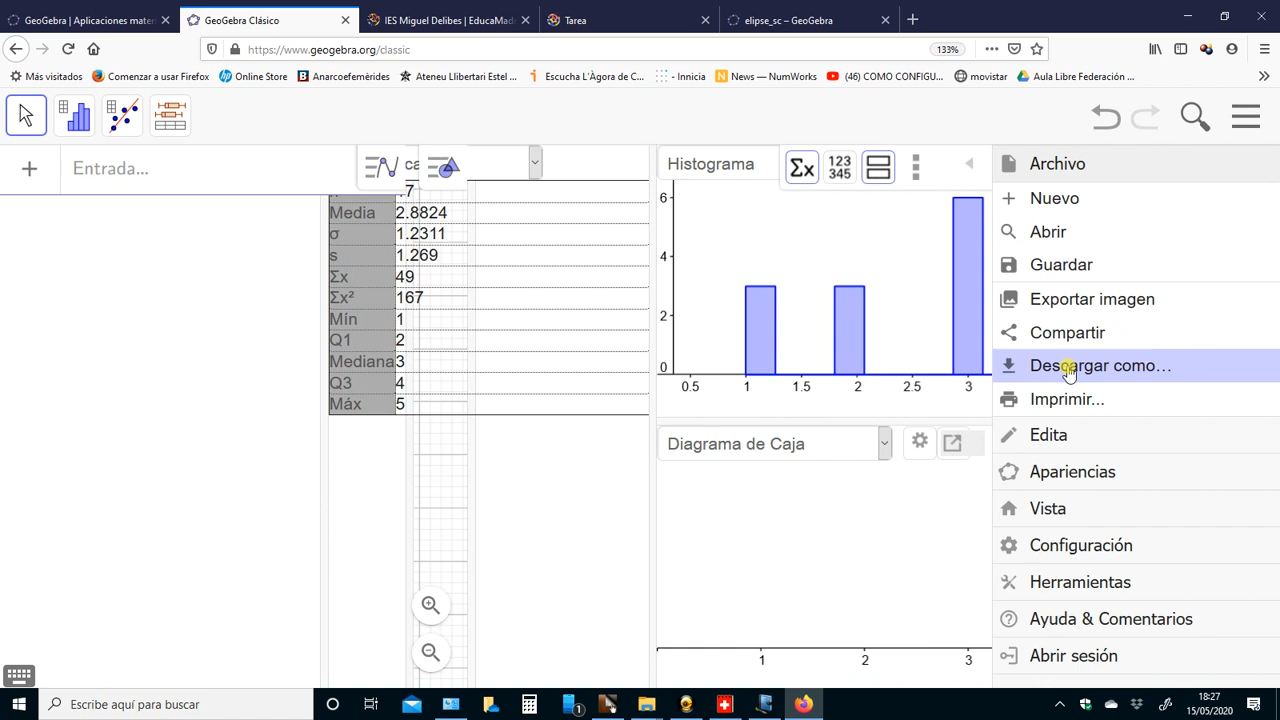 GeoGebra | Aplicaciones matem
GeoGebra Clásico
IES Miguel Delibes | EducaMadr
Tarea
elipse_sc – GeoGebra
https://www.geogebra.org/classic
133%
Más visitados
Comenzar a usar Firefox
Online Store
Anarcoefemèrides
Ateneu Llibertari Estel ...
Escucha L'Àgora de C...
- Innicia
News — NumWorks
(46) COMO CONFIGU...
movistar
Aula Libre Federación ...
Entrada...
Histograma
Σx
123
345
Media 2.8824
σ 1.2311
s 1.269
Σx 49
Σx² 167
Mín 1
Q1 2
Mediana 3
Q3 4
Máx 5
6
4
2
0
0.5 1 1.5 2 2.5 3
Diagrama de Caja
1 2 3
Archivo
Nuevo
Abrir
Guardar
Exportar imagen
Compartir
Descargar como...
Imprimir...
Edita
Apariencias
Vista
Configuración
Herramientas
Ayuda & Comentarios
Abrir sesión
Escribe aquí para buscar
18:27
15/05/2020